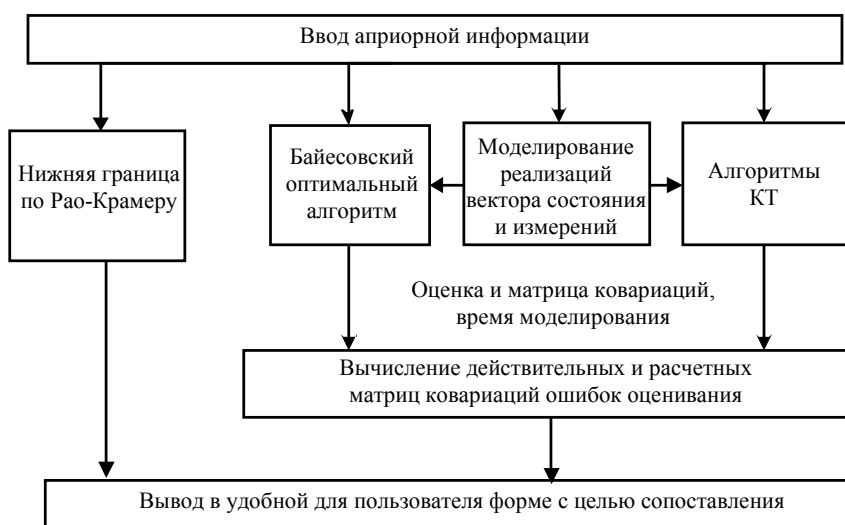 Ввод априорной информации
Нижняя граница
по Рао-Крамеру
Байесовский
оптимальный
алгоритм
Моделирование
реализаций
вектора состояния
и измерений
Алгоритмы
КТ
Оценка и матрица ковариаций,
время моделирования
Вычисление действительных и расчетных
матриц ковариаций ошибок оценивания
Вывод в удобной для пользователя форме с целью сопоставления